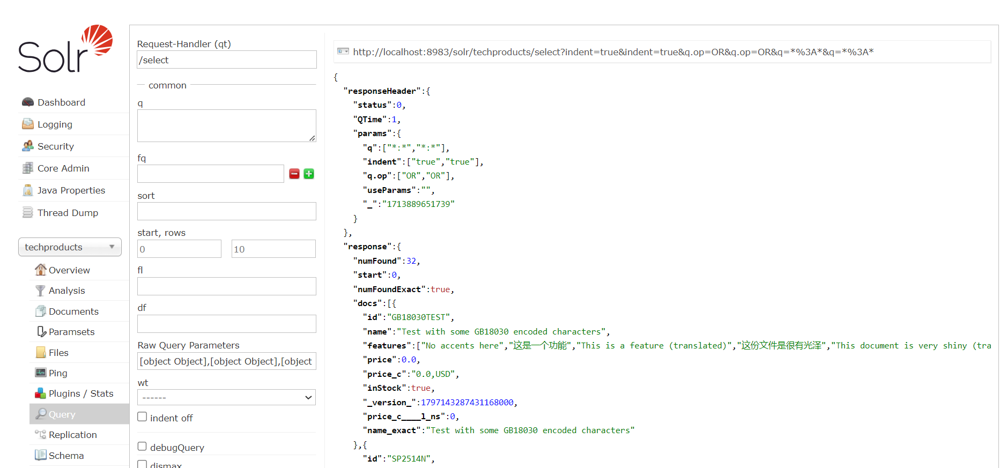 Solr
Dashboard
Logging
Security
Core Admin
Java Properties
Thread Dump
techproducts
Overview
Analysis
Documents
Paramsets
Files
Ping
Plugins / Stats
Query
Replication
Schema
Request-Handler (qt)
/select
common
q
fq
sort
start, rows
0 10
fl
df
Raw Query Parameters
[object Object],[object Object],[object
wt
------
indent off
debugQuery
dismax
http://localhost:8983/solr/techproducts/select?indent=true&indent=true&q.op=OR&q.op=OR&q=*%3A*&q=*%3A*
{
"responseHeader":{
"status":0,
"QTime":1,
"params":{
"q":["*:*","*:*"],
"indent":["true","true"],
"q.op":["OR","OR"],
"useParams":"",
"_":"1713889651739"
}
},
"response":{
"numFound":32,
"start":0,
"numFoundExact":true,
"docs":[{
"id":"GB18030TEST",
"name":"Test with some GB18030 encoded characters",
"features":["No accents here","这是一个功能","This is a feature (translated)","这份文件是很有光泽","This document is very shiny (tra
"price":0.0,
"price_c":"0.0,USD",
"inStock":true,
"_version_":1797143287431168000,
"price_c____l_ns":0,
"name_exact":"Test with some GB18030 encoded characters"
},{
"id":"SP2514N",